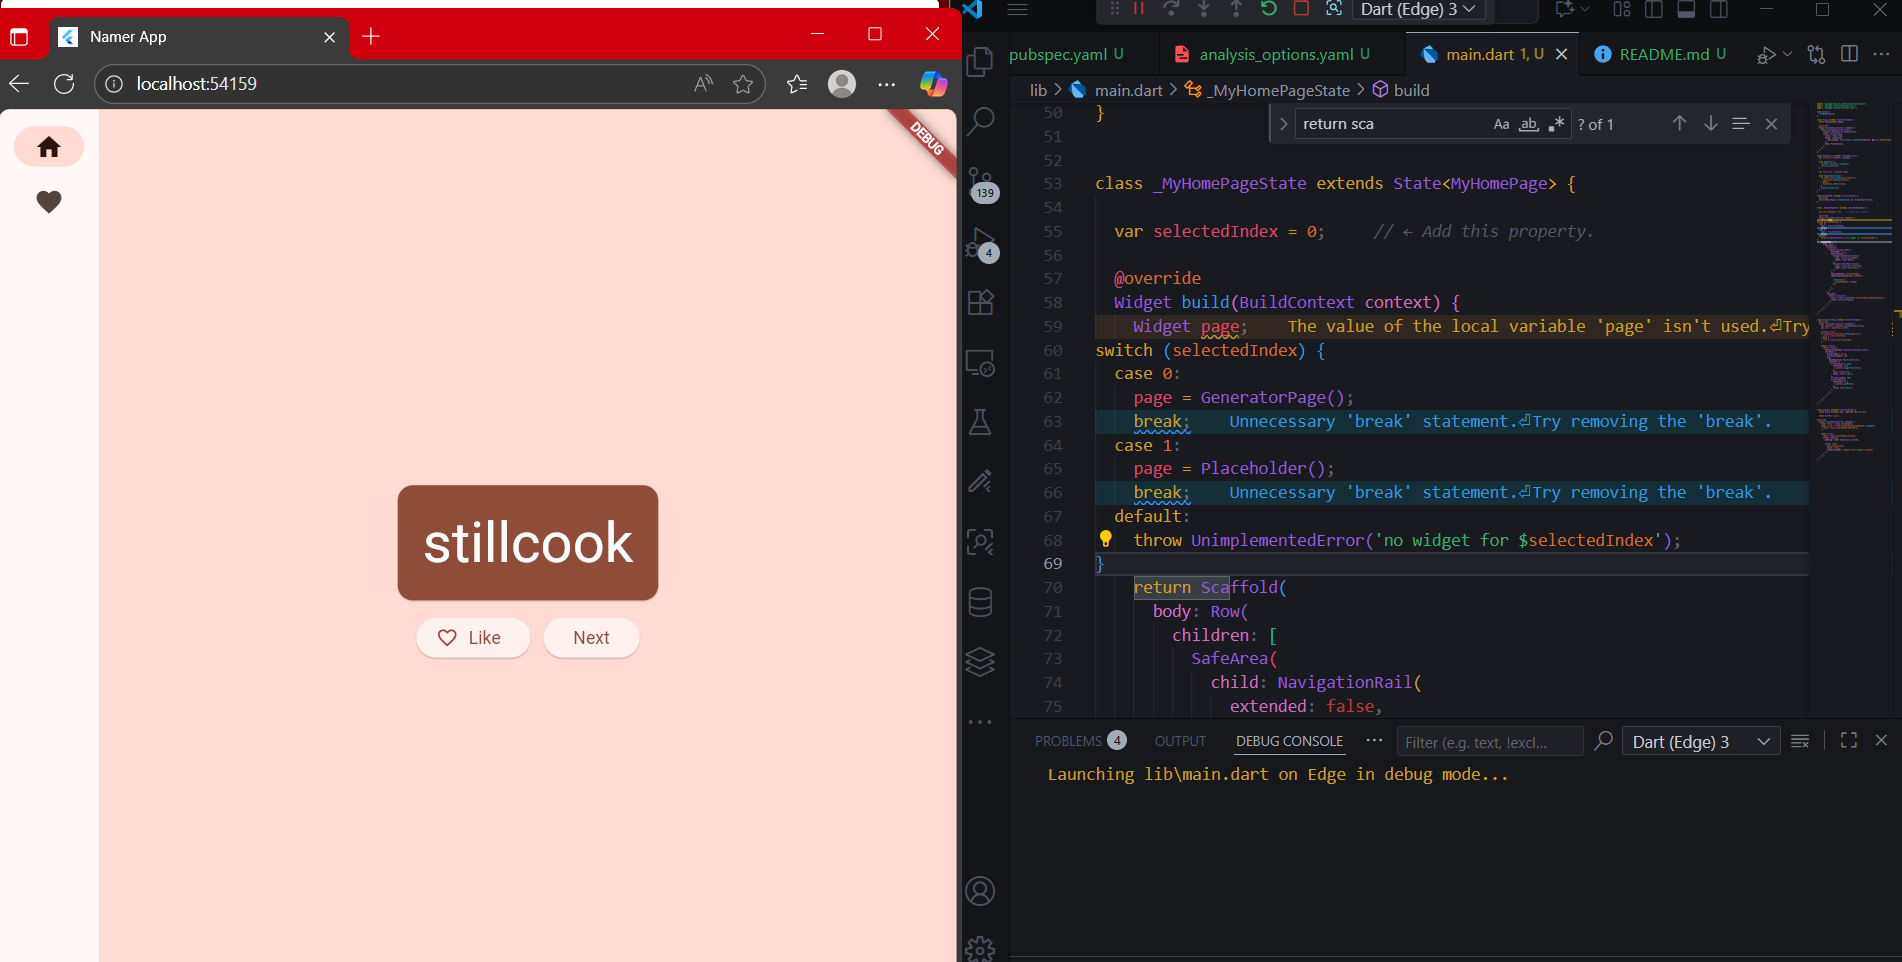 Namer App
localhost:54159
DEBUG
stillcook
Like
Next
Dart (Edge) 3
pubspec.yaml U
analysis_options.yaml U
main.dart 1, U
README.md U
lib > main.dart > _MyHomePageState > build
return sca
Aa ab .* ? of 1
139
4
50 }
51
52
53 class _MyHomePageState extends State<MyHomePage> {
54
55 var selectedIndex = 0; // ← Add this property.
56
57 @override
58 Widget build(BuildContext context) {
59 Widget page; The value of the local variable 'page' isn't used.⏎Try
60 switch (selectedIndex) {
61 case 0:
62 page = GeneratorPage();
63 break; Unnecessary 'break' statement.⏎Try removing the 'break'.
64 case 1:
65 page = Placeholder();
66 break; Unnecessary 'break' statement.⏎Try removing the 'break'.
67 default:
68 throw UnimplementedError('no widget for $selectedIndex');
69 }
70 return Scaffold(
71 body: Row(
72 children: [
73 SafeArea(
74 child: NavigationRail(
75 extended: false,
PROBLEMS 4 OUTPUT DEBUG CONSOLE ··· Filter (e.g. text, !excl... Dart (Edge) 3
Launching lib\main.dart on Edge in debug mode...